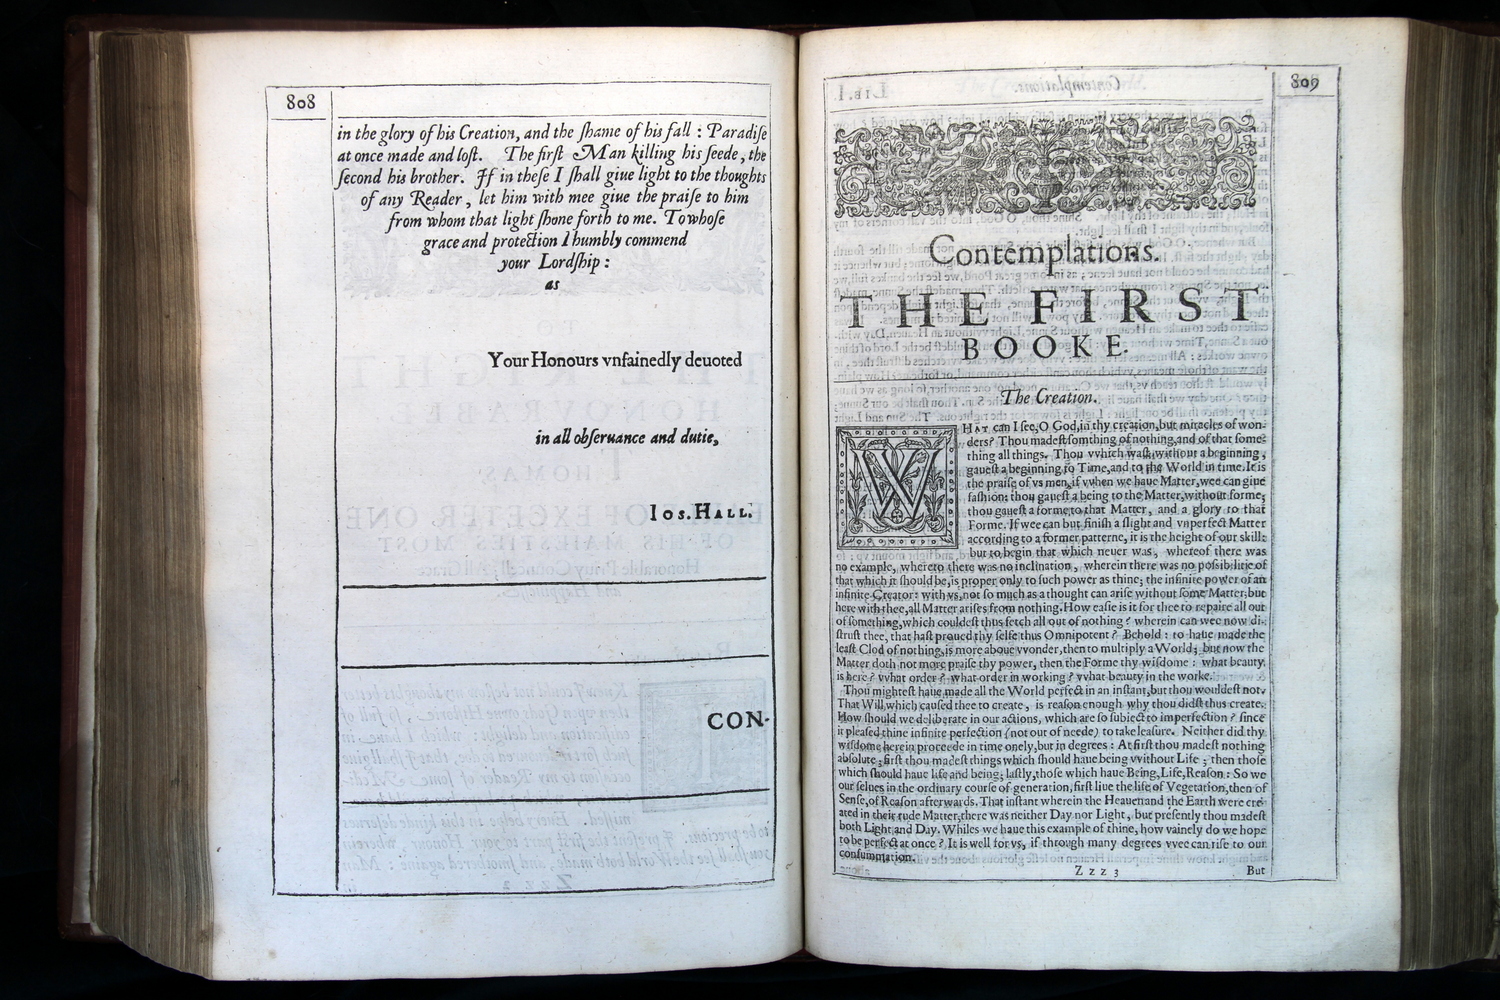 808
in the glory of his Creation, and the ſhame of his fall : Paradiſe
at once made and loſt. The firſt Man killing his ſeede, the
ſecond his brother. If in theſe I ſhall giue light to the thoughts
of any Reader, let him with mee giue the praiſe to him
from whom that light ſhone forth to me. To whoſe
grace and protection I humbly commend
your Lordſhip :
as
Your Honours vnfainedly deuoted
in all obſeruance and dutie,
Ios. HALL.
CON-
809
Contemplations.
THE FIRST
BOOKE.
The Creation.
WHAT can I ſee, O God, in thy creation, but miracles of won-
ders? Thou madeſt ſomthing of nothing, and of that ſome-
thing all things. Thou vvhich waſt without a beginning,
gaueſt a beginning to Time, and to the World in time. It is
the praiſe of vs men, if vvhen we haue Matter, wee can giue
faſhion: thou gaueſt a being to the Matter, without forme;
thou gaueſt a forme to that Matter, and a glory to that
Forme. If wee can but finiſh a ſlight and vnperfect Matter
according to a former patterne, it is the height of our skill:
but to begin that which neuer was, whereof there was
no example, whereto there was no inclination, wherein there was no poſsibilitie of
that which it ſhould be, is proper only to ſuch power as thine; the infinite power of an
infinite Creator: with vs, not ſo much as a thought can ariſe without ſome Matter; but
here with thee, all Matter ariſes from nothing. How eaſie is it for thee to repaire all out
of ſomething, which couldeſt thus fetch all out of nothing? wherein can wee now di-
ſtruſt thee, that haſt proued thy ſelfe thus Omnipotent? Behold: to haue made the
leaſt Clod of nothing, is more aboue vvonder, then to multiply a World; but now the
Matter doth not more praiſe thy power, then the Forme thy wiſdome: what beauty
is here? vvhat order? what order in working? vvhat beauty in the worke.
Thou mighteſt haue made all the World perfect in an inſtant, but thou wouldeſt not.
That Will, which cauſed thee to create, is reaſon enough why thou didſt thus create.
How ſhould we deliberate in our actions, which are ſo ſubiect to imperfection? ſince
it pleaſed thine infinite perfection (not out of neede) to take leaſure. Neither did thy
wiſdome herein proceede in time onely, but in degrees: At firſt thou madeſt nothing
abſolute; firſt thou madeſt things which ſhould haue being without Life; then thoſe
which ſhould haue life and being; laſtly, thoſe which haue Being, Life, Reaſon: So we
our ſelues in the ordinary courſe of generation, firſt liue the life of Vegetation, then of
Senſe, of Reaſon afterwards. That inſtant wherein the Heauen and the Earth were cre-
ated in their rude Matter, there was neither Day nor Light, but preſently thou madeſt
both Light and Day. Whiles we haue this example of thine, how vainely do we hope
to be perfect at once? It is well for vs, if through many degrees vvee can riſe to our
conſummation.
Zzz 3
But